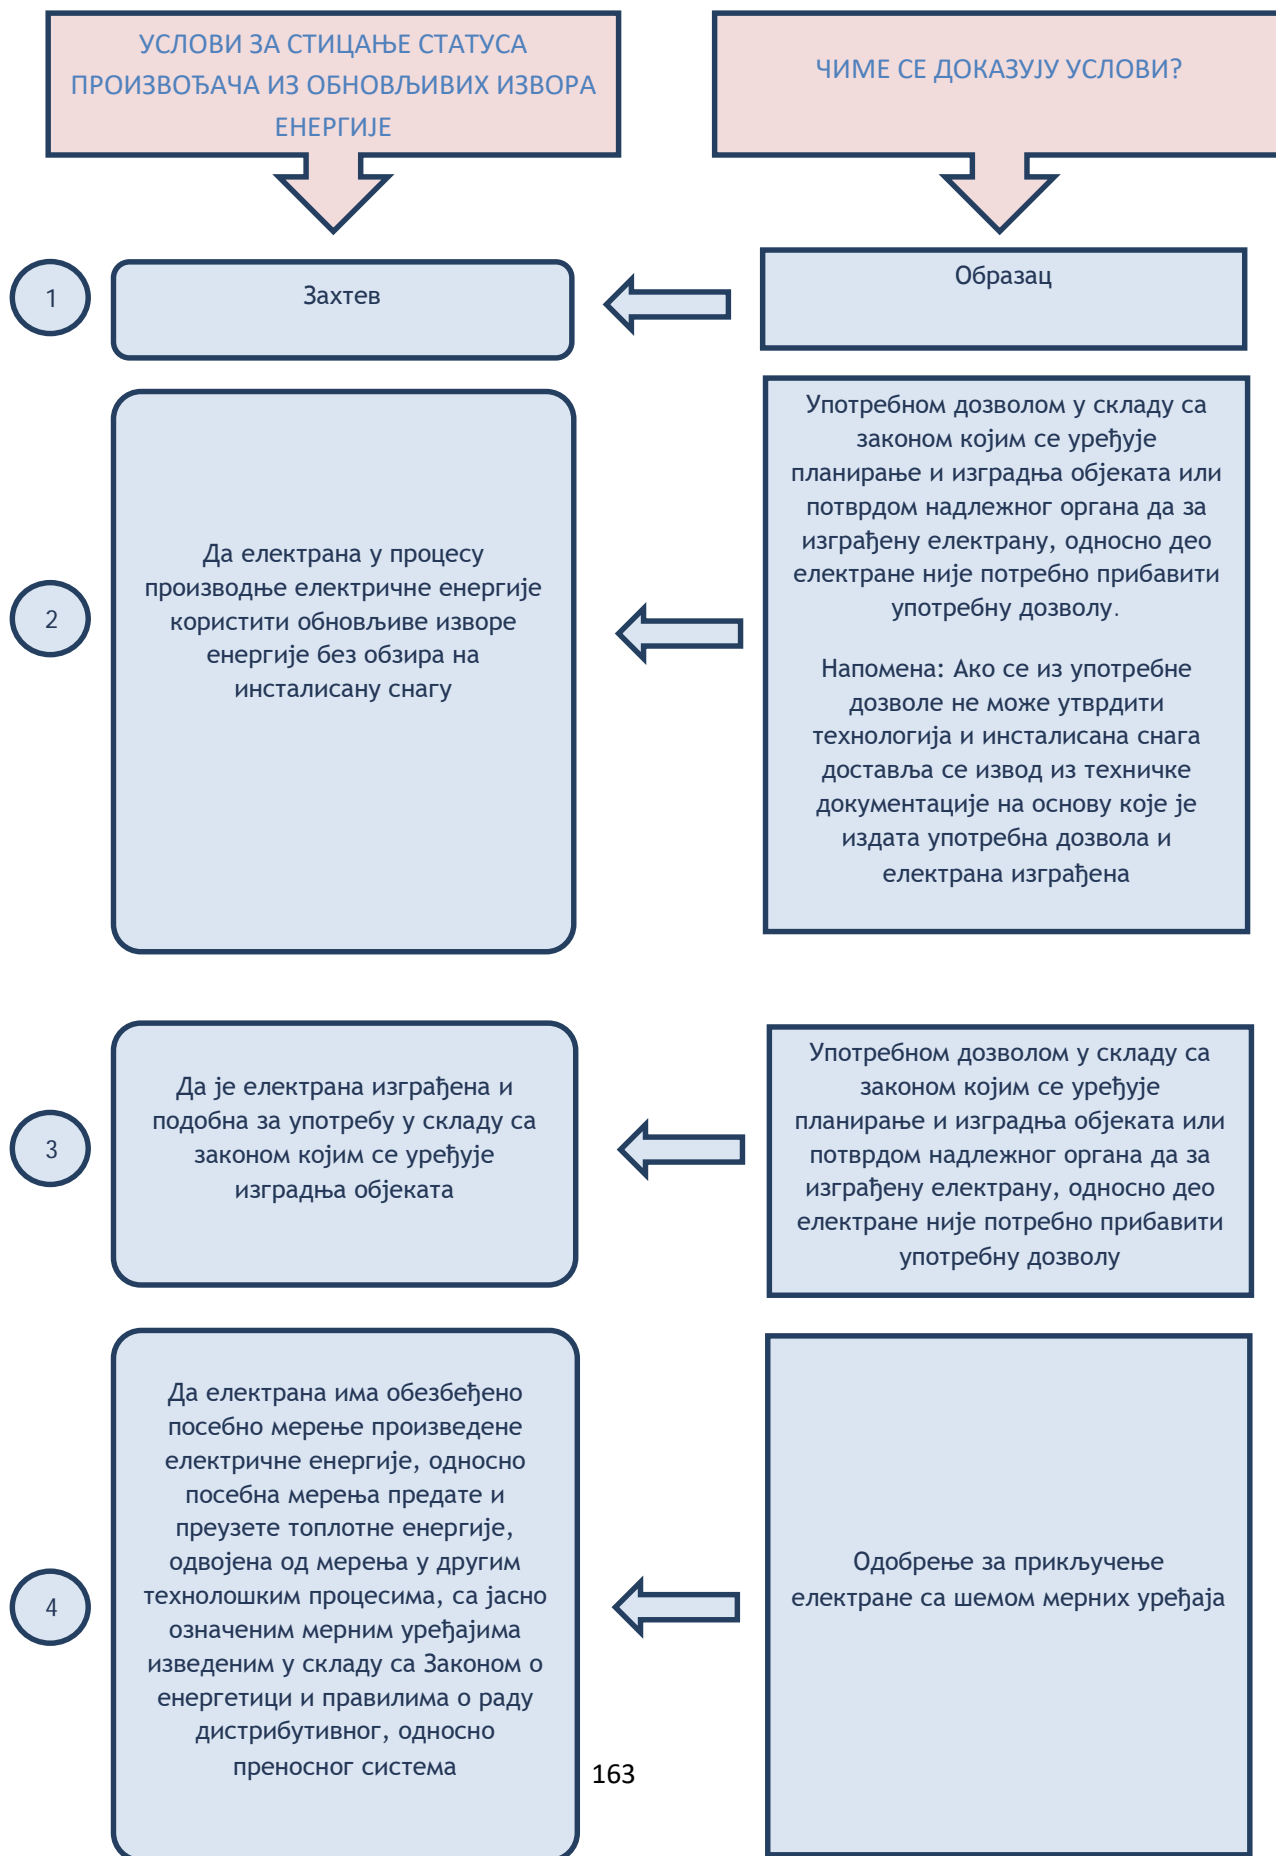 УСЛОВИ ЗА СТИЦАЊЕ СТАТУСА
ПРОИЗВОЂАЧА ИЗ ОБНОВЉИВИХ ИЗВОРА
ЕНЕРГИЈЕ
ЧИМЕ СЕ ДОКАЗУЈУ УСЛОВИ?
1
Захтев
Образац
2
Да електрана у процесу
производње електричне енергије
користити обновљиве изворе
енергије без обзира на
инсталисану снагу
Употребном дозволом у складу са
законом којим се уређује
планирање и изградња објеката или
потврдом надлежног органа да за
изграђену електрану, односно део
електране није потребно прибавити
употребну дозволу.
Напомена: Ако се из употребне
дозволе не може утврдити
технологија и инсталисана снага
доставља се извод из техничке
документације на основу које је
издата употребна дозвола и
електрана изграђена
3
Да је електрана изграђена и
подобна за употребу у складу са
законом којим се уређује
изградња објеката
Употребном дозволом у складу са
законом којим се уређује
планирање и изградња објеката или
потврдом надлежног органа да за
изграђену електрану, односно део
електране није потребно прибавити
употребну дозволу
4
Да електрана има обезбеђено
посебно мерење произведене
електричне енергије, односно
посебна мерења предате и
преузете топлотне енергије,
одвојена од мерења у другим
технолошким процесима, са јасно
означеним мерним уређајима
изведеним у складу са Законом о
енергетици и правилима о раду
дистрибутивног, односно
преносног система
Одобрење за прикључење
електране са шемом мерних уређаја
163